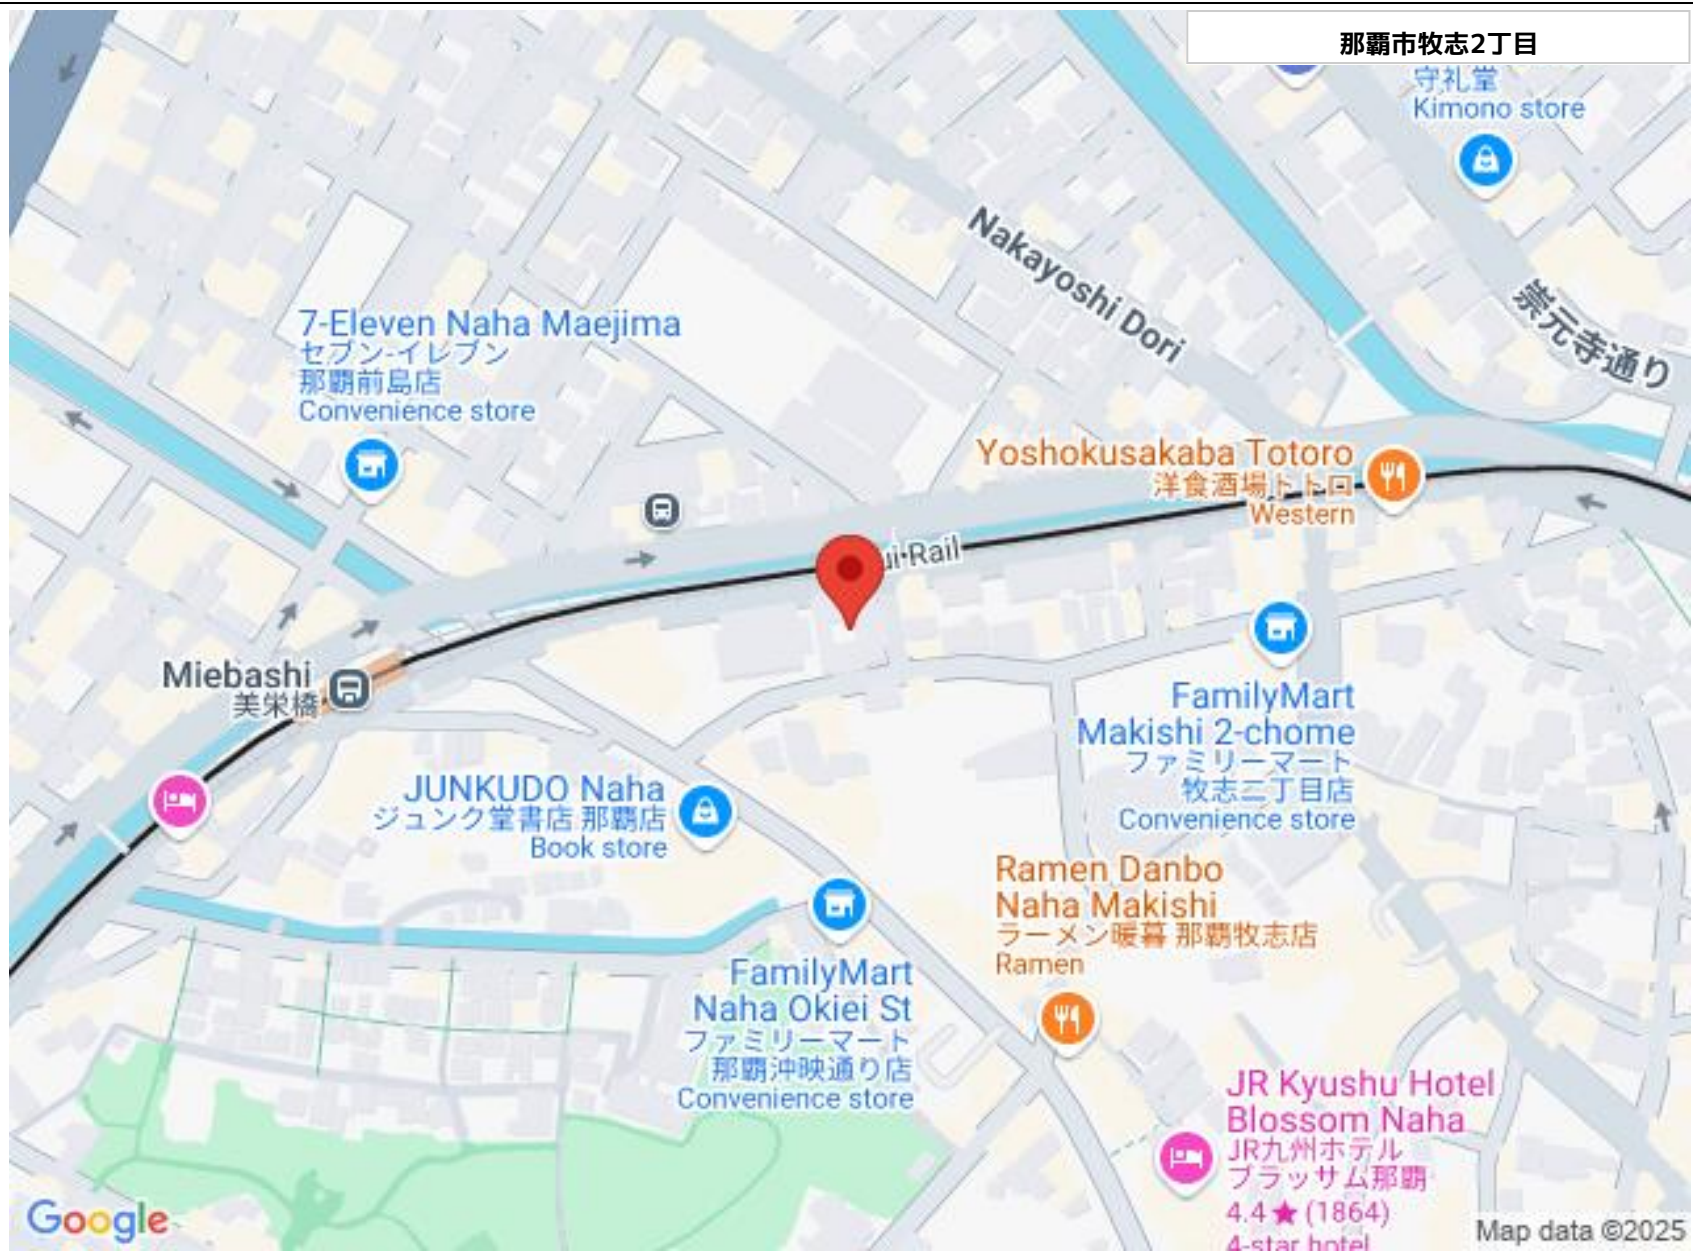 那覇市牧志2丁目
守礼堂
Kimono store
Nakayoshi Dori
崇元寺通り
7-Eleven Naha Maejima
セブン-イレブン
那覇前島店
Convenience store
Yoshokusakaba Totoro
洋食酒場トトロ
Western
ui Rail
Miebashi
美栄橋
FamilyMart
Makishi 2-chome
ファミリーマート
牧志二丁目店
Convenience store
JUNKUDO Naha
ジュンク堂書店 那覇店
Book store
Ramen Danbo
Naha Makishi
ラーメン暖暮 那覇牧志店
Ramen
FamilyMart
Naha Okiei St
ファミリーマート
那覇沖映通り店
Convenience store
JR Kyushu Hotel
Blossom Naha
JR九州ホテル
ブラッサム那覇
4.4★(1864)
4-star hotel
Google
Map data ©2025